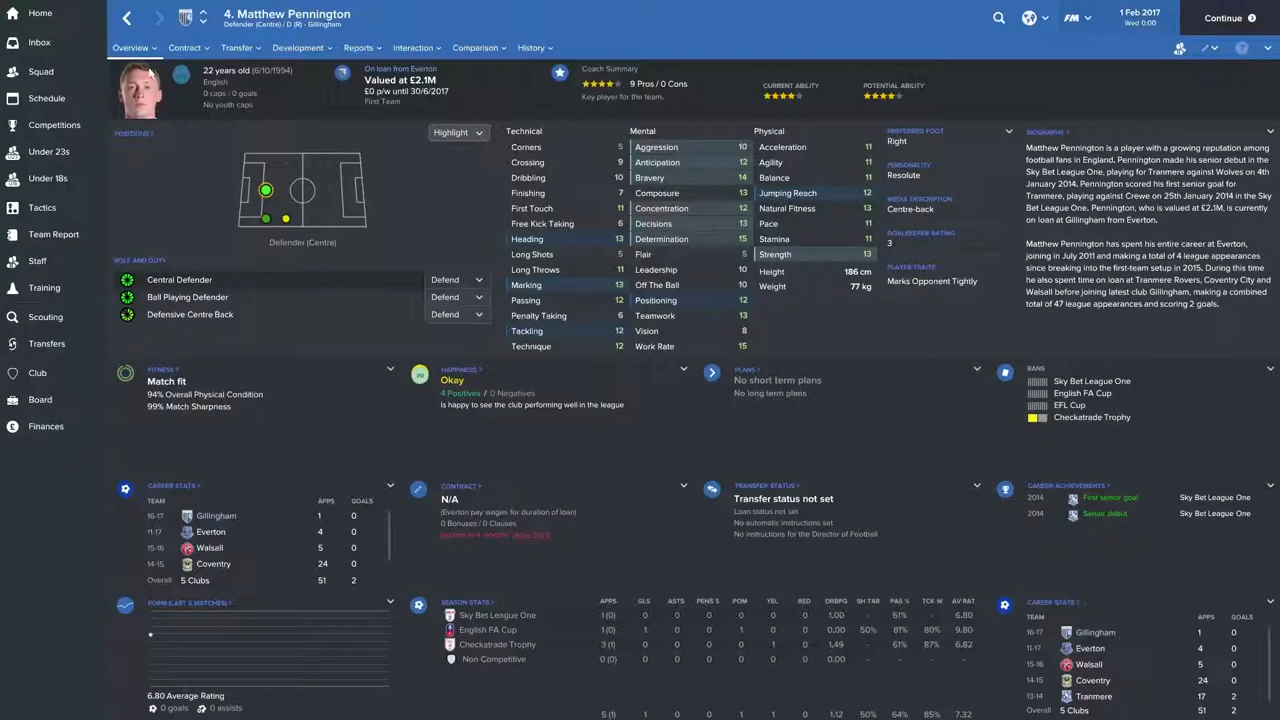 Home
Inbox
Squad
Schedule
Competitions
Under 23s
Under 18s
Tactics
Team Report
Staff
Training
Scouting
Transfers
Club
Board
Finances
4. Matthew Pennington
Defender (Centre) / D (R) - Gillingham
FM
1 Feb 2017
Wed 0:00
Continue
Overview
Contract
Transfer
Development
Reports
Interaction
Comparison
History
22 years old (6/10/1994)
English
0 caps / 0 goals
No youth caps
On loan from Everton
Valued at £2.1M
£0 p/w until 30/6/2017
First Team
Coach Summary
9 Pros / 0 Cons
Key player for the team.
CURRENT ABILITY
POTENTIAL ABILITY
POSITIONS >
Highlight
Defender (Centre)
ROLE AND DUTY
Central Defender Defend
Ball Playing Defender Defend
Defensive Centre Back Defend
Technical
Corners 5
Crossing 9
Dribbling 10
Finishing 7
First Touch 11
Free Kick Taking 6
Heading 13
Long Shots 5
Long Throws 11
Marking 13
Passing 12
Penalty Taking 6
Tackling 12
Technique 12
Mental
Aggression 10
Anticipation 12
Bravery 14
Composure 13
Concentration 12
Decisions 13
Determination 15
Flair 5
Leadership 10
Off The Ball 10
Positioning 12
Teamwork 13
Vision 8
Work Rate 15
Physical
Acceleration 11
Agility 11
Balance 11
Jumping Reach 12
Natural Fitness 13
Pace 11
Stamina 11
Strength 13
Height 186 cm
Weight 77 kg
PREFERRED FOOT
Right
PERSONALITY
Resolute
MEDIA DESCRIPTION
Centre-back
GOALKEEPER RATING
3
PLAYER TRAITS
Marks Opponent Tightly
BIOGRAPHY >
Matthew Pennington is a player with a growing reputation among
football fans in England. Pennington made his senior debut in the
Sky Bet League One, playing for Tranmere against Wolves on 4th
January 2014. Pennington scored his first senior goal for
Tranmere, playing against Crewe on 25th January 2014 in the Sky
Bet League One. Pennington, who is valued at £2.1M, is currently
on loan at Gillingham from Everton.
Matthew Pennington has spent his entire career at Everton,
joining in July 2011 and making a total of 4 league appearances
since breaking into the first-team setup in 2015. During this time
he also spent time on loan at Tranmere Rovers, Coventry City and
Walsall before joining latest club Gillingham, making a combined
total of 47 league appearances and scoring 2 goals.
FITNESS >
Match fit
94% Overall Physical Condition
99% Match Sharpness
HAPPINESS >
Okay
4 Positives / 0 Negatives
Is happy to see the club performing well in the league
PLANS >
No short term plans
No long term plans
BANS
Sky Bet League One
English FA Cup
EFL Cup
Checkatrade Trophy
CAREER STATS >
TEAM APPS GOALS
16-17 Gillingham 1 0
11-17 Everton 4 0
15-16 Walsall 5 0
14-15 Coventry 24 0
Overall 5 Clubs 51 2
CONTRACT >
N/A
(Everton pay wages for duration of loan)
0 Bonuses / 0 Clauses
TRANSFER STATUS >
Transfer status not set
Loan status not set
No automatic instructions set
No instructions for the Director of Football
CAREER ACHIEVEMENTS >
2014 First senior goal Sky Bet League One
2014 Senior debut Sky Bet League One
FORM (LAST 5 MATCHES) >
6.80 Average Rating
0 goals 0 assists
SEASON STATS > APPS GLS ASTS PENS S POM YEL RED DRBPG SH TAR PAS % TCK W AV RAT
Sky Bet League One 1 (0) 0 0 0 0 0 0 1.00 - 61% - 6.80
English FA Cup 1 (0) 1 0 0 1 0 0 0.00 50% 81% 80% 9.80
Checkatrade Trophy 3 (1) 0 0 0 0 1 0 1.49 - 61% 87% 6.82
Non Competitive 0 (0) 0 0 0 0 0 0 0.00 - - - -
5 (1) 1 0 0 1 1 0 1.12 50% 64% 85% 7.32
CAREER STATS >
TEAM APPS GOALS
16-17 Gillingham 1 0
11-17 Everton 4 0
15-16 Walsall 5 0
14-15 Coventry 24 0
13-14 Tranmere 17 2
Overall 5 Clubs 51 2